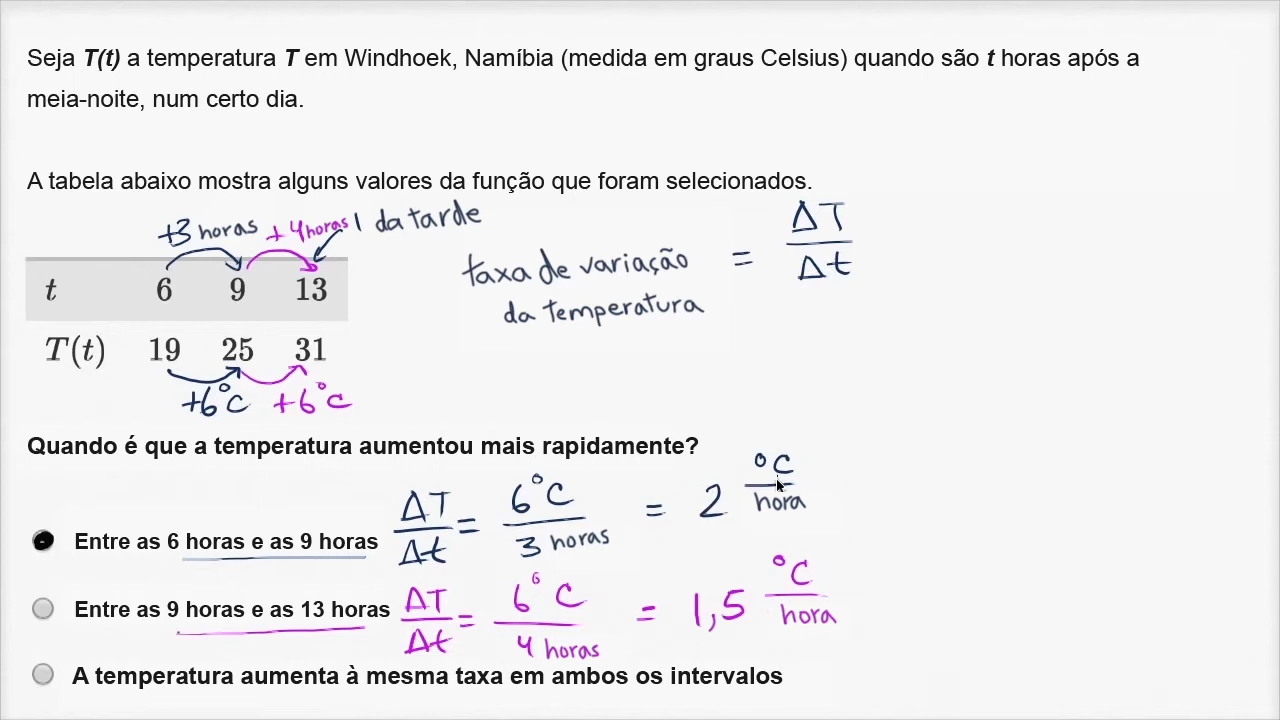 Seja T(t) a temperatura T em Windhoek, Namíbia (medida em graus Celsius) quando são t horas após a
meia-noite, num certo dia.
A tabela abaixo mostra alguns valores da função que foram selecionados.
+3 horas + 4 horas 1 da tarde
t 6 9 13
T(t) 19 25 31
+6°C +6°C
taxa de variação = ΔT/Δt
da temperatura
Quando é que a temperatura aumentou mais rapidamente?
Entre as 6 horas e as 9 horas ΔT/Δt = 6°C/3 horas = 2 °C/hora
Entre as 9 horas e as 13 horas ΔT/Δt = 6°C/4 horas = 1,5 °C/hora
A temperatura aumenta à mesma taxa em ambos os intervalos